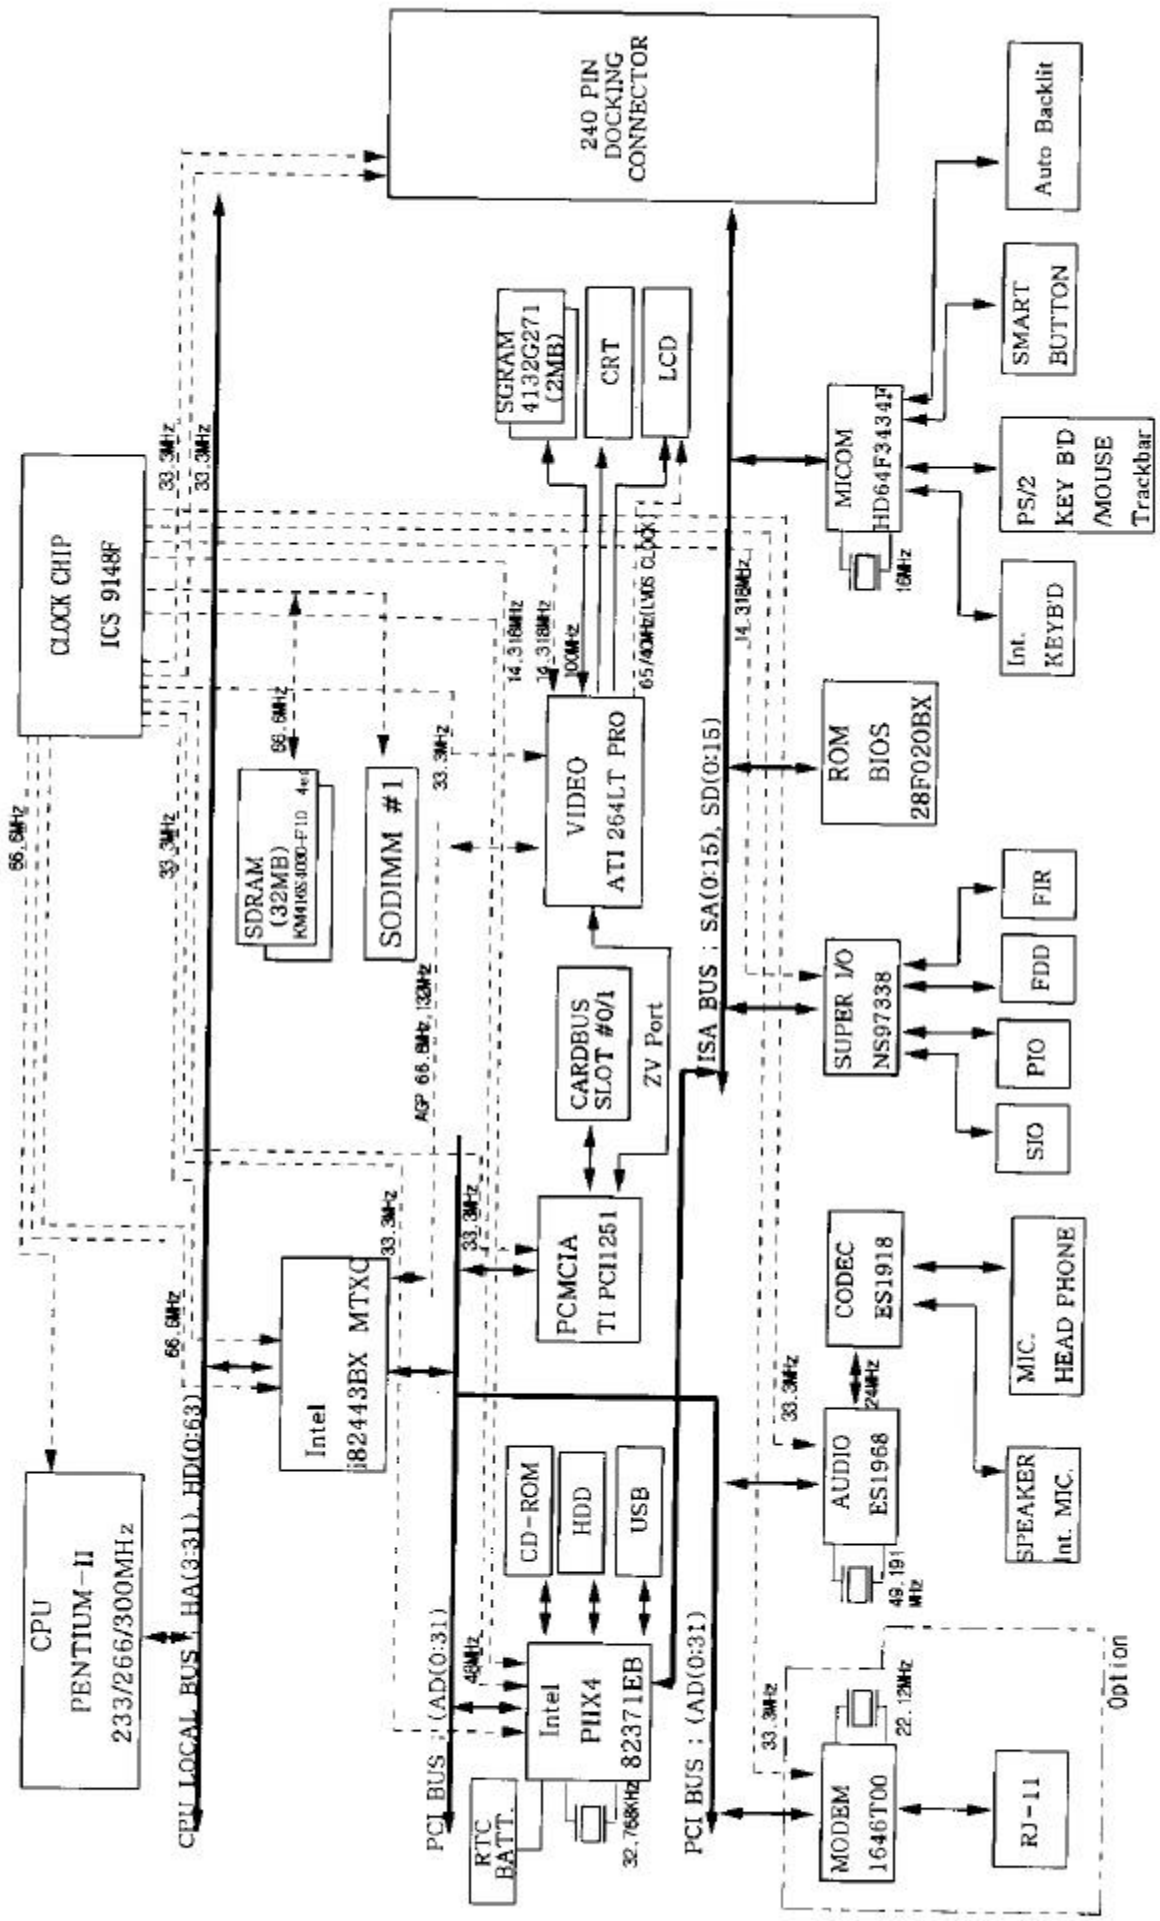 CPU
PENTIUM-II
233/266/300MHz
66.6MHz
CLOCK CHIP
ICS 9148F
CPU LOCAL BUS : HA(3:31), HD(0:63)
66.6MHz
33.3MHz
33.3MHz
33.3MHz
240 PIN
DOCKING
CONNECTOR
Intel
i82443BX MTXC
33.3MHz
SDRAM
(32MB)
66.6MHz
SODIMM #1
AGP 66.6MHz,132MHz
33.3MHz
14.318MHz
14.318MHz
100MHz
65/40MHz(LVDS CLOCK)
PCI BUS : (AD(0:31)
48MHz
33.3MHz
RTC
BATT.
32.768KHz
Intel
PIIX4
82371EB
CD-ROM
HDD
USB
PCMCIA
TI PCI1251
CARDBUS
SLOT #0/1
ZV Port
VIDEO
ATI 264LT PRO
SGRAM
4132G271
(2MB)
CRT
LCD
PCI BUS : (AD(0:31)
ISA BUS : SA(0:15), SD(0:15)
33.3MHz
33.3MHz
14.318MHz
MODEM
1646T00
22.12MHz
RJ-11
Option
AUDIO
ES1968
49.191
MHz
24MHz
CODEC
ES1918
SPEAKER
Int. MIC.
MIC.
HEAD PHONE
SUPER I/O
NS97338
SIO
PIO
FDD
FIR
ROM
BIOS
28F020BX
MICOM
HD64F3434F
16MHz
Int.
KEYB'D
PS/2
KEY B'D
/MOUSE
Trackbar
SMART
BUTTON
Auto Backlit